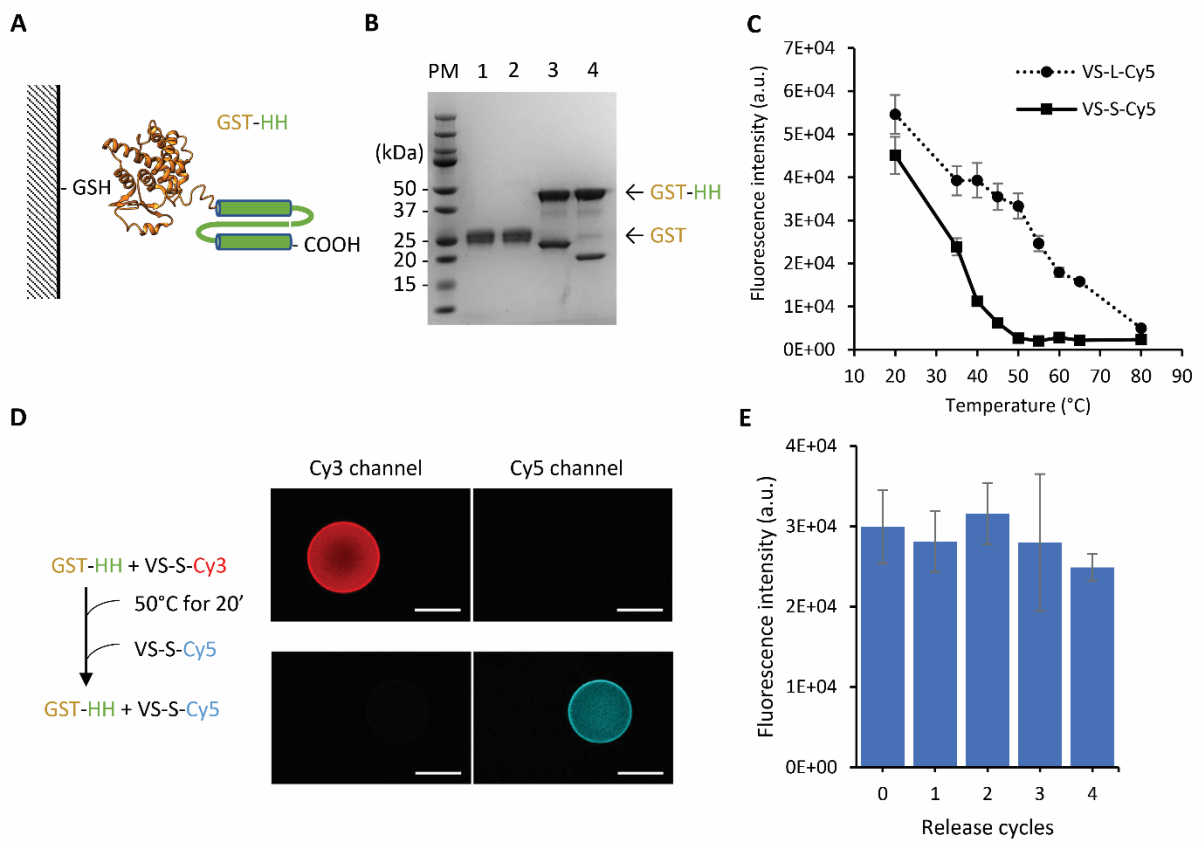 A
GST-HH
- GSH
- COOH
B
PM 1 2 3 4
(kDa)
50 -
37 -
25 -
20 -
15 -
← GST-HH
← GST
C
7E+04
6E+04
5E+04
4E+04
3E+04
2E+04
1E+04
0E+00
Fluorescence intensity (a.u.)
VS-L-Cy5
VS-S-Cy5
10 20 30 40 50 60 70 80 90
Temperature (°C)
D
Cy3 channel Cy5 channel
GST-HH + VS-S-Cy3
50°C for 20’
VS-S-Cy5
GST-HH + VS-S-Cy5
E
4E+04
3E+04
2E+04
1E+04
0E+00
Fluorescence intensity (a.u.)
0 1 2 3 4
Release cycles